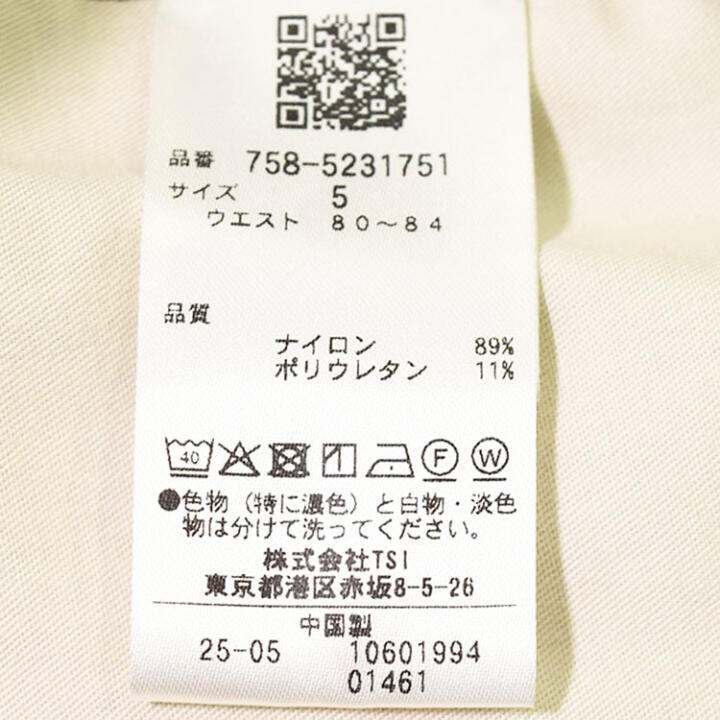 品番 758-5231751
サイズ 5
ウエスト 80～84
品質
ナイロン 89%
ポリウレタン 11%
40 F W
●色物（特に濃色）と白物・淡色
物は分けて洗ってください。
株式会社TSI
東京都港区赤坂8-5-26
中国製
25-05 10601994
01461